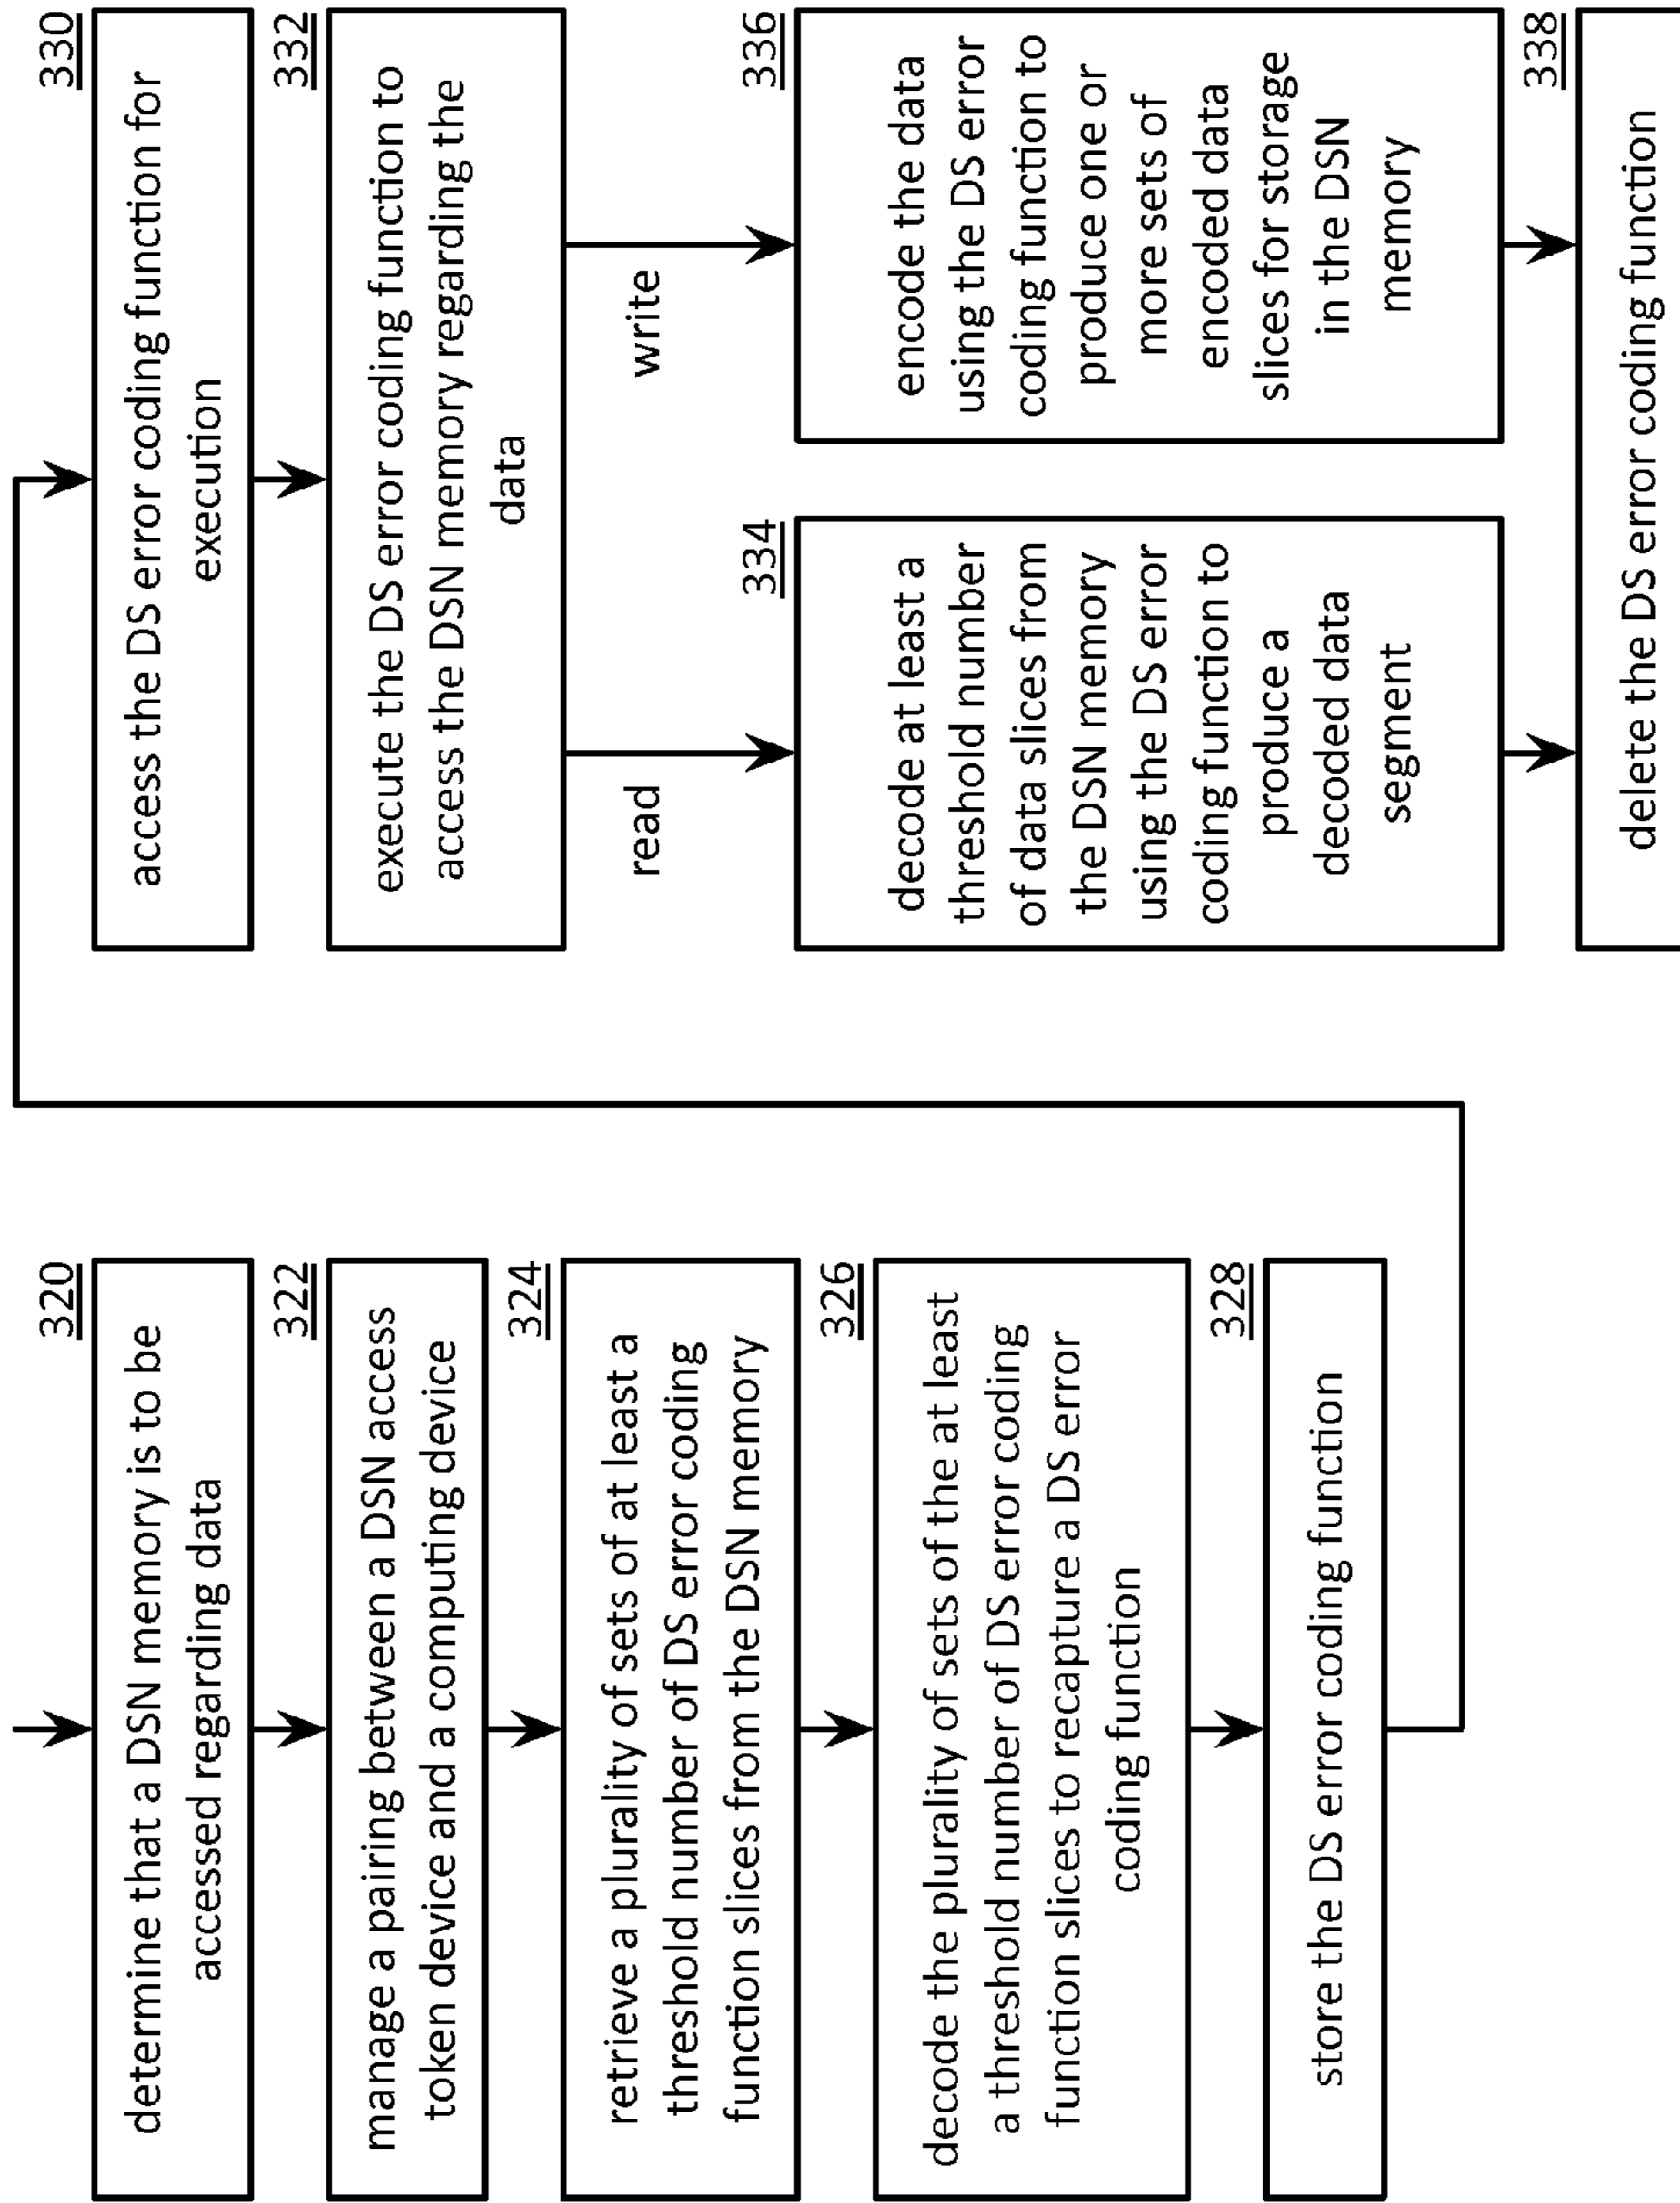 320
determine that a DSN memory is to be
accessed regarding data
322
manage a pairing between a DSN access
token device and a computing device
324
retrieve a plurality of sets of at least a
threshold number of DS error coding
function slices from the DSN memory
326
decode the plurality of sets of the at least
a threshold number of DS error coding
function slices to recapture a DS error
coding function
328
store the DS error coding function
330
access the DS error coding function for
execution
332
execute the DS error coding function to
access the DSN memory regarding the
data
read
write
334
decode at least a
threshold number
of data slices from
the DSN memory
using the DS error
coding function to
produce a
decoded data
segment
336
encode the data
using the DS error
coding function to
produce one or
more sets of
encoded data
slices for storage
in the DSN
memory
338
delete the DS error coding function